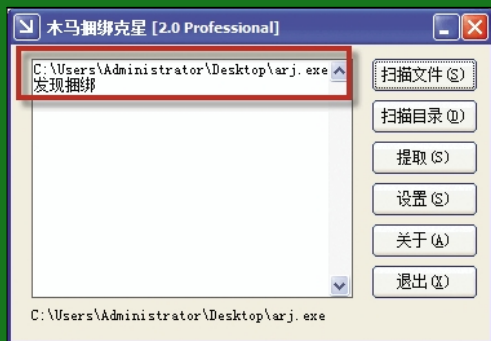 木马捆绑克星 [2.0 Professional]
C:\Users\Administrator\Desktop\arj.exe
发现捆绑
扫描文件(S)
扫描目录(D)
提取(S)
设置(S)
关于(A)
退出(X)
C:\Users\Administrator\Desktop\arj.exe